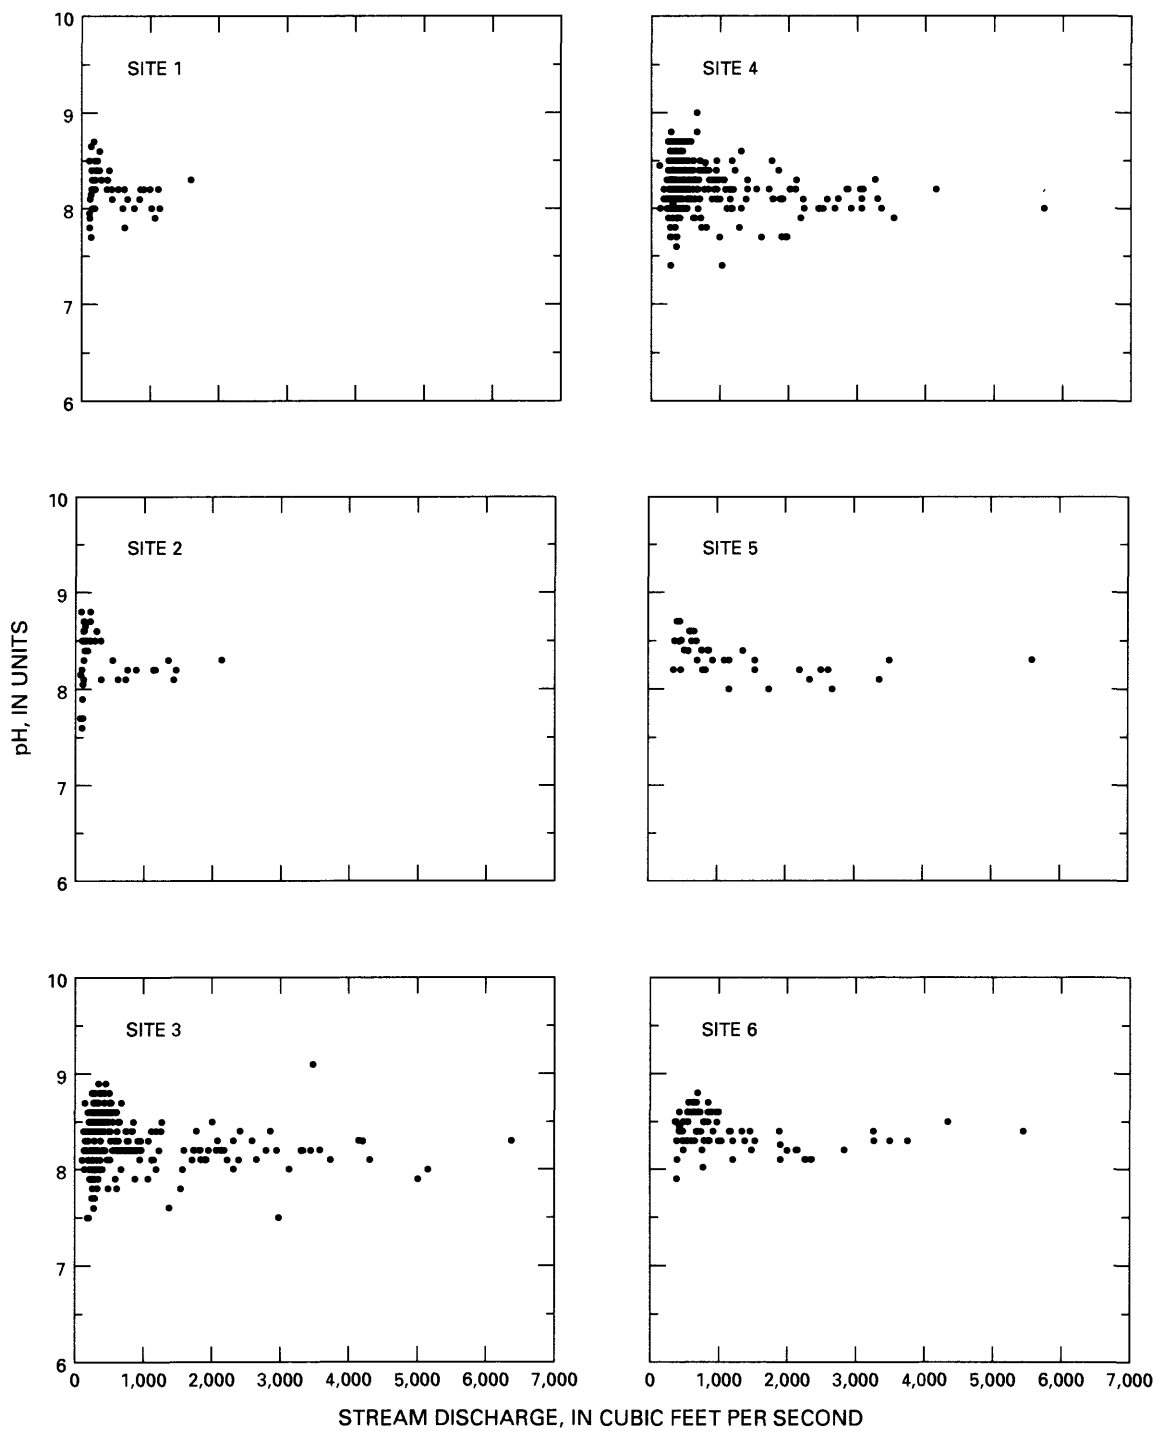 10
9
8
7
6
SITE 1
SITE 4
10
9
8
7
6
SITE 2
SITE 5
10
9
8
7
6
SITE 3
SITE 6
pH, IN UNITS
0 1,000 2,000 3,000 4,000 5,000 6,000 7,000
0 1,000 2,000 3,000 4,000 5,000 6,000 7,000
STREAM DISCHARGE, IN CUBIC FEET PER SECOND